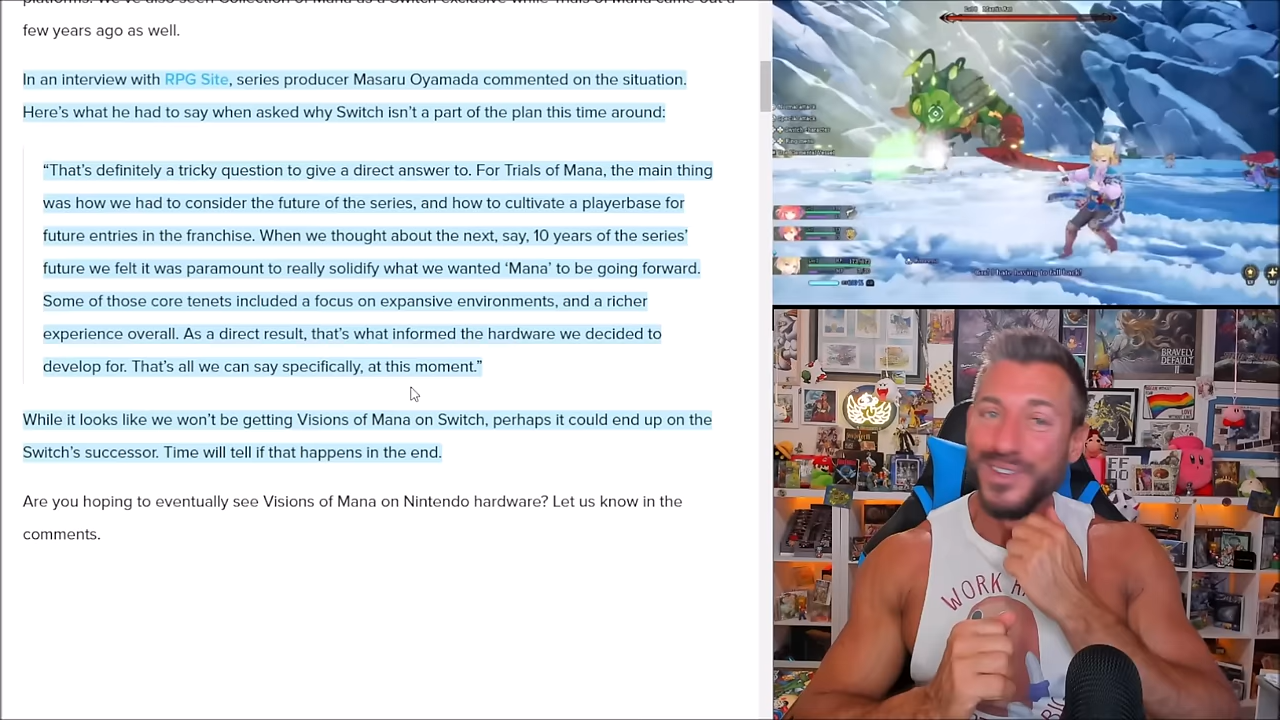 few years ago as well.
In an interview with RPG Site, series producer Masaru Oyamada commented on the situation.
Here's what he had to say when asked why Switch isn't a part of the plan this time around:
“That's definitely a tricky question to give a direct answer to. For Trials of Mana, the main thing
was how we had to consider the future of the series, and how to cultivate a playerbase for
future entries in the franchise. When we thought about the next, say, 10 years of the series'
future we felt it was paramount to really solidify what we wanted ‘Mana’ to be going forward.
Some of those core tenets included a focus on expansive environments, and a richer
experience overall. As a direct result, that's what informed the hardware we decided to
develop for. That's all we can say specifically, at this moment.”
While it looks like we won't be getting Visions of Mana on Switch, perhaps it could end up on the
Switch's successor. Time will tell if that happens in the end.
Are you hoping to eventually see Visions of Mana on Nintendo hardware? Let us know in the
comments.
BRAVELY
DEFAULT
II
WORK